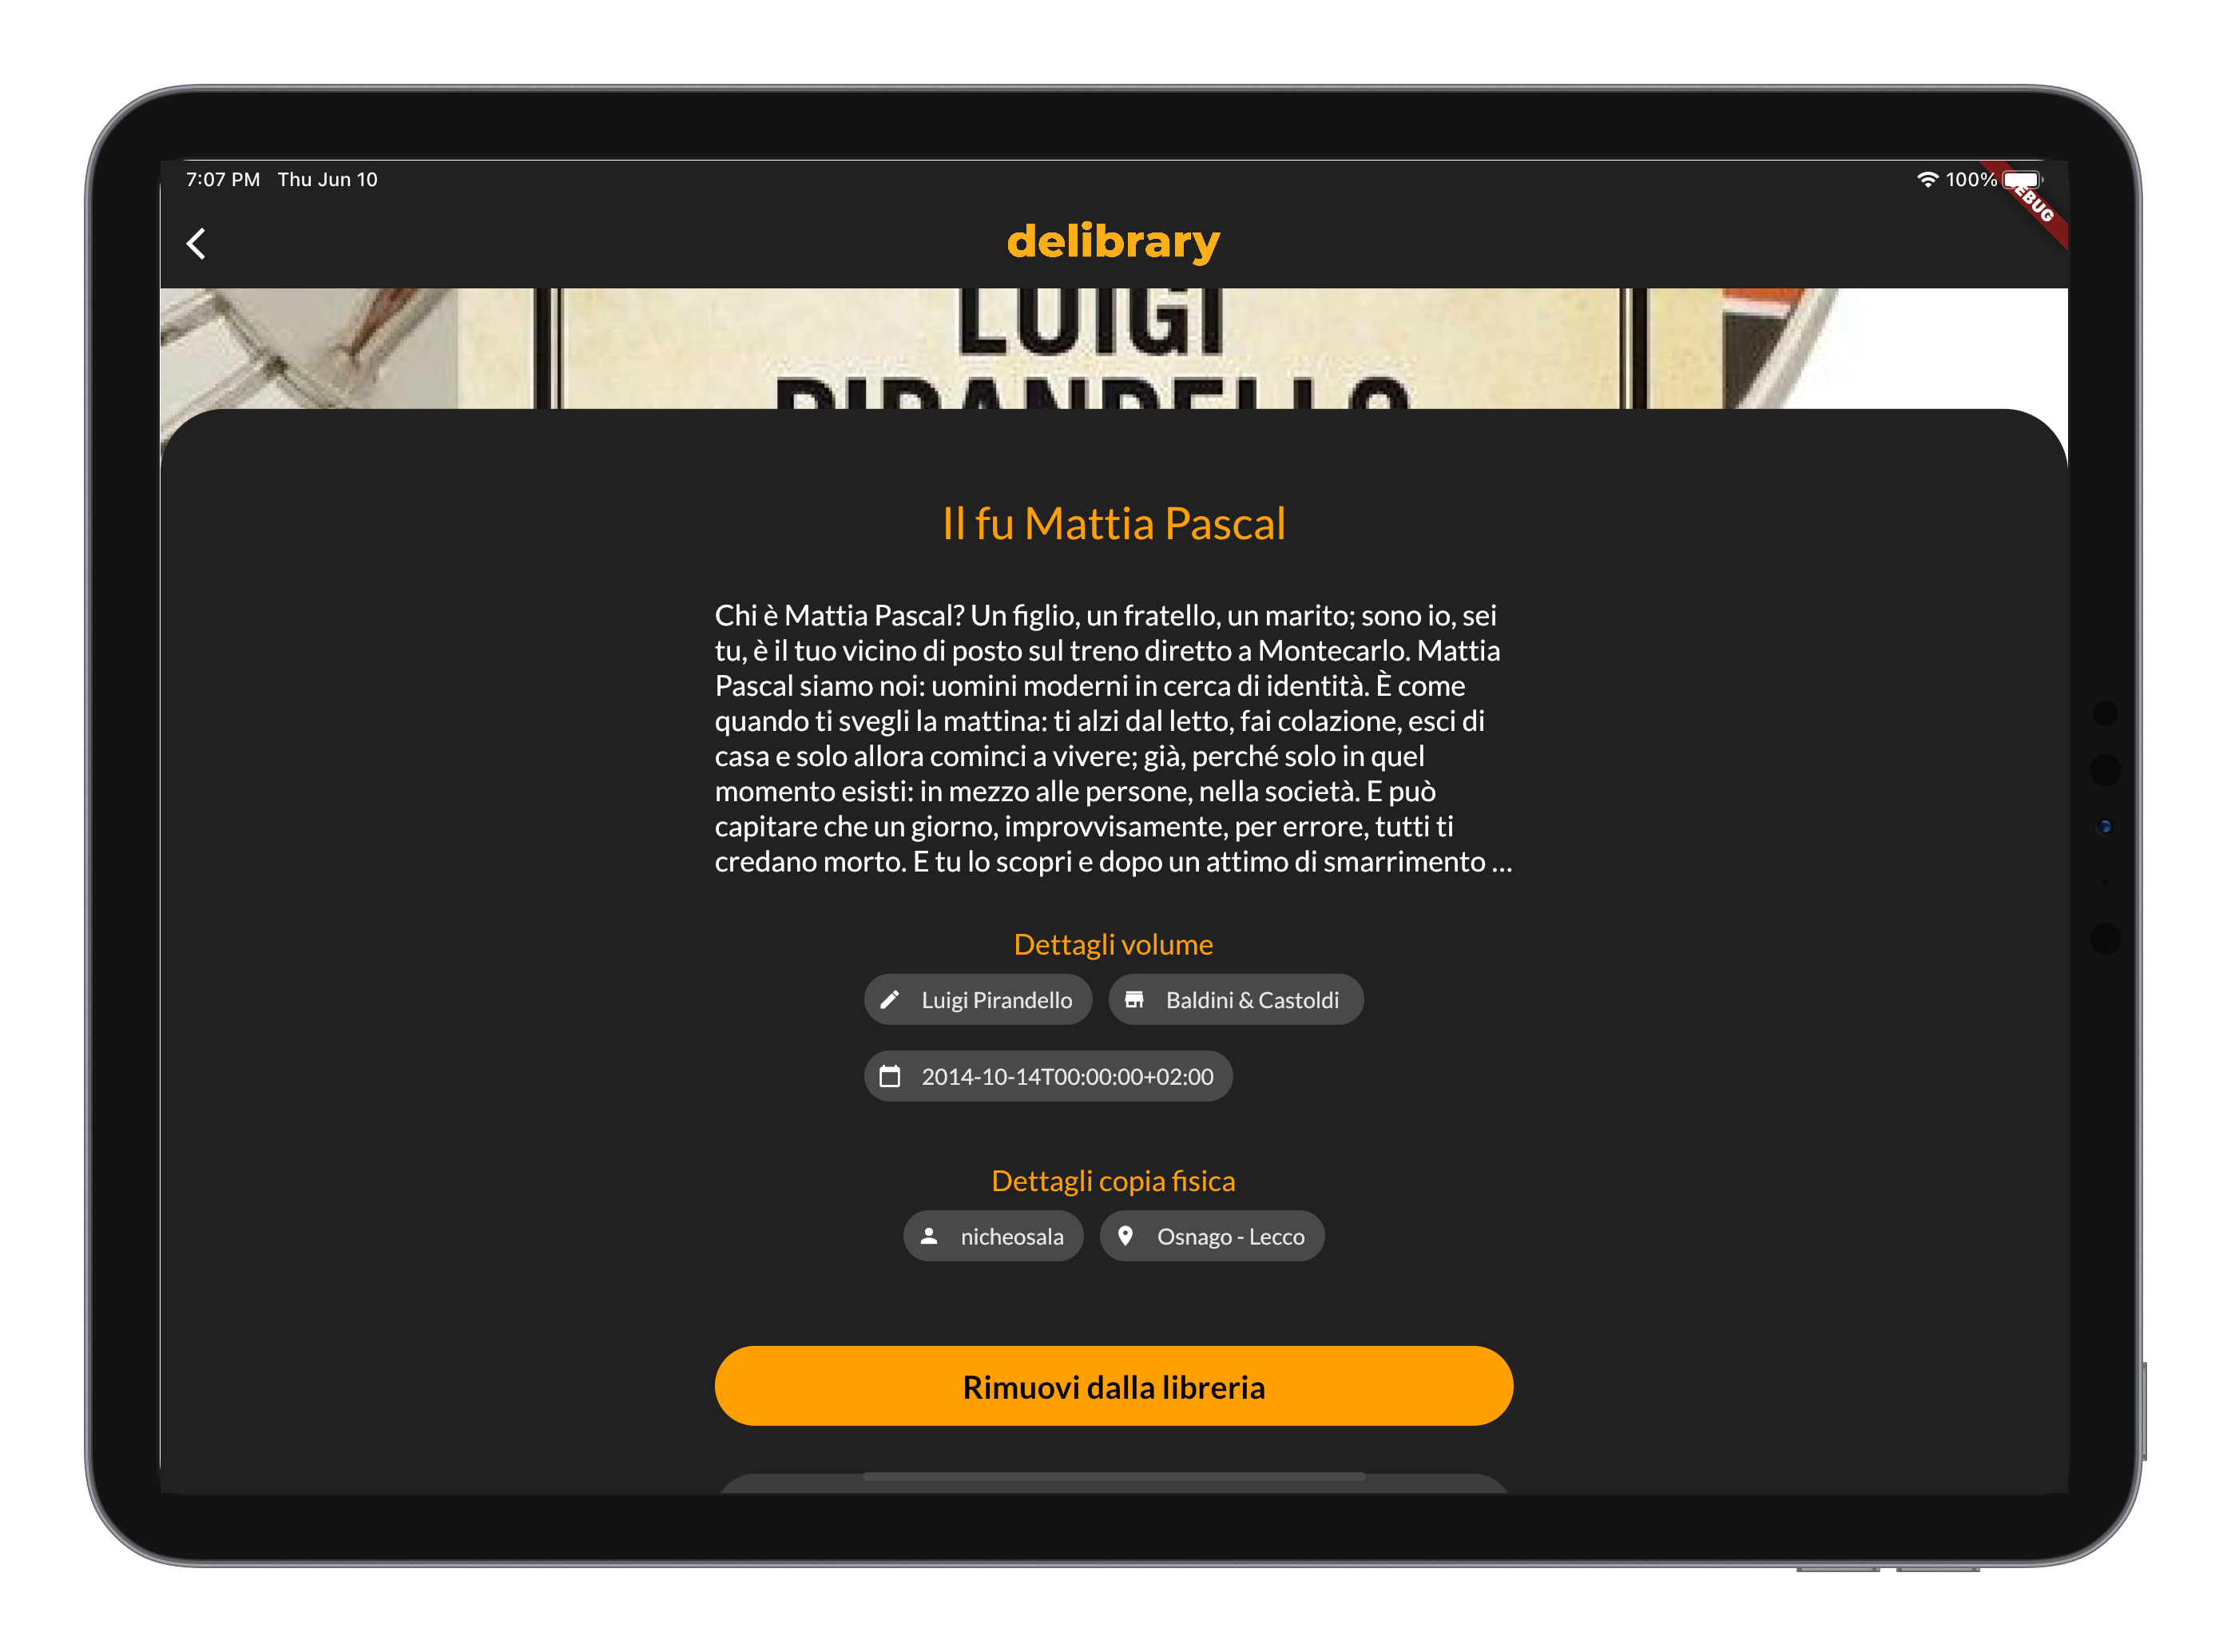 7:07 PM Thu Jun 10 100%
EBUG
delibrary
LUIGI
PIRANDELLO
Il fu Mattia Pascal
Chi è Mattia Pascal? Un figlio, un fratello, un marito; sono io, sei
tu, è il tuo vicino di posto sul treno diretto a Montecarlo. Mattia
Pascal siamo noi: uomini moderni in cerca di identità. È come
quando ti svegli la mattina: ti alzi dal letto, fai colazione, esci di
casa e solo allora cominci a vivere; già, perché solo in quel
momento esisti: in mezzo alle persone, nella società. E può
capitare che un giorno, improvvisamente, per errore, tutti ti
credano morto. E tu lo scopri e dopo un attimo di smarrimento ...
Dettagli volume
Luigi Pirandello Baldini & Castoldi
2014-10-14T00:00:00+02:00
Dettagli copia fisica
nicheosala Osnago - Lecco
Rimuovi dalla libreria